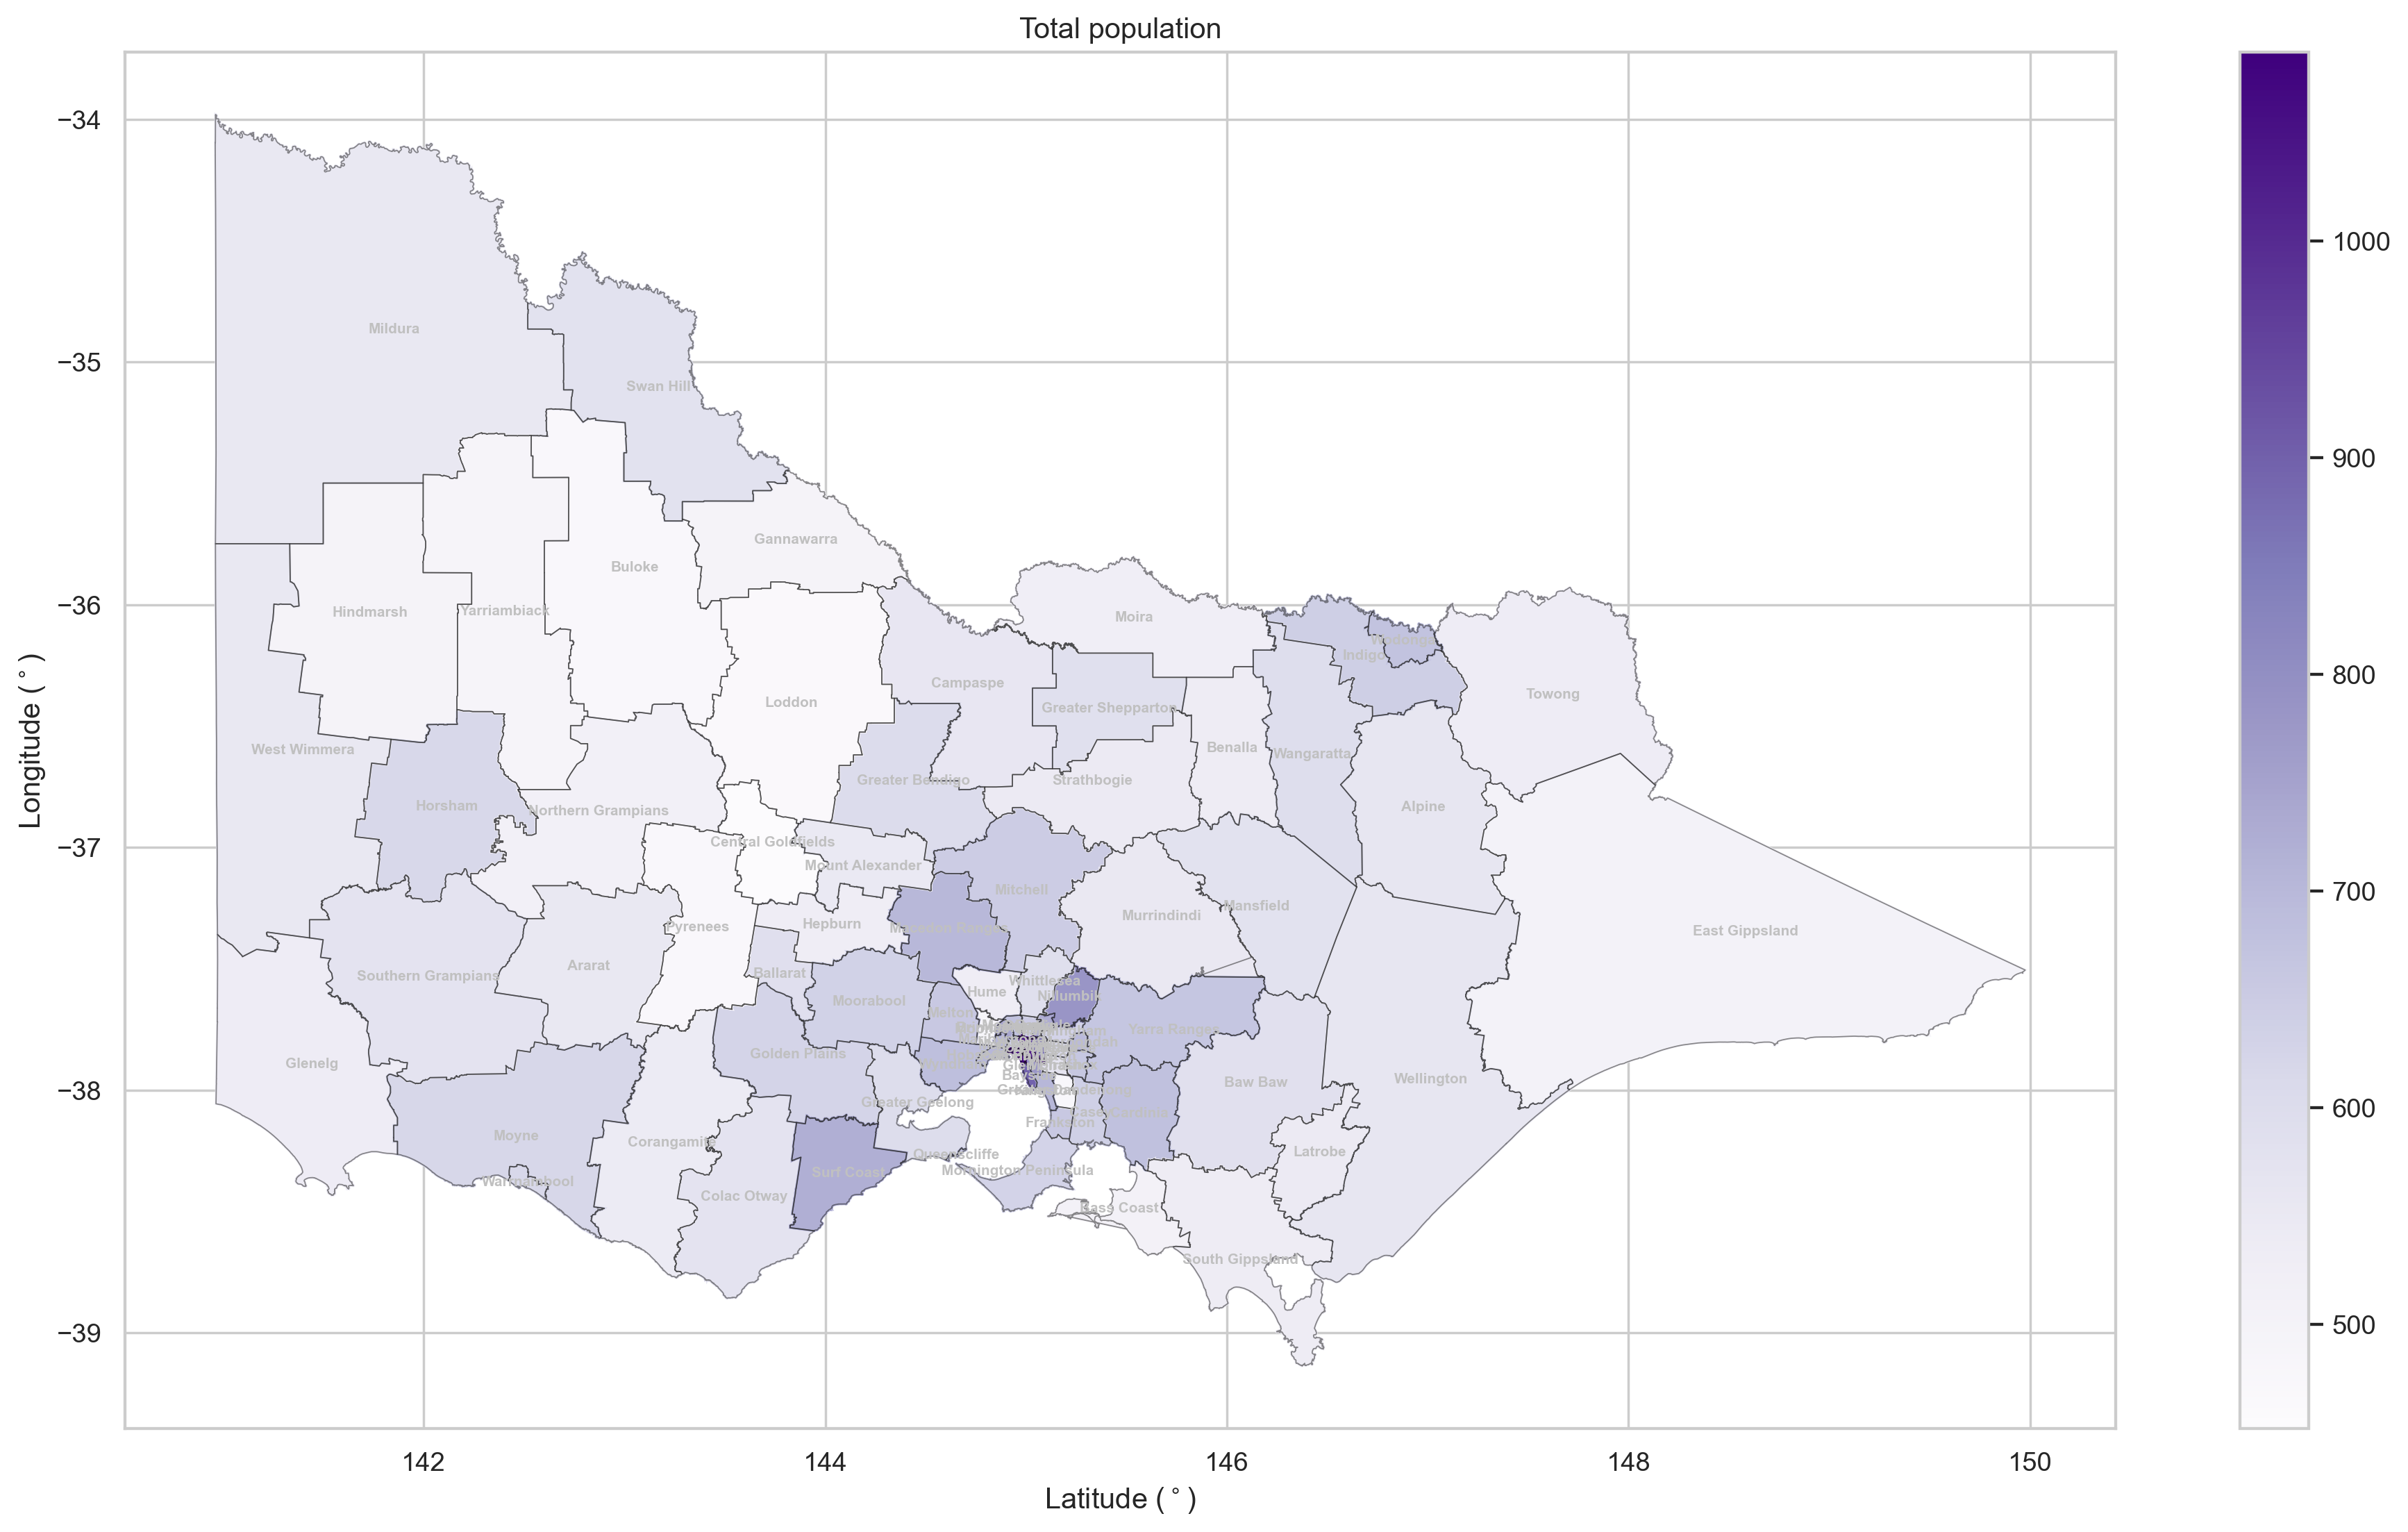 Total population
−34
−35
−36
−37
−38
−39
Longitude (°)
142
144
146
148
150
Latitude (°)
1000
900
800
700
600
500
Mildura
Swan Hill
Gannawarra
Buloke
Hindmarsh
Yarriambiack
Moira
Indigo
Towong
Campaspe
Loddon
Greater Shepparton
West Wimmera
Benalla
Wangaratta
Greater Bendigo
Strathbogie
Horsham
Northern Grampians
Alpine
Central Goldfields
Mount Alexander
Mitchell
Mansfield
Murrindindi
Hepburn
Pyrenees
Macedon Ranges
East Gippsland
Ararat
Southern Grampians
Ballarat
Whittlesea
Hume
Nillumbik
Moorabool
Melton
Yarra Ranges
Golden Plains
Glenelg
Baw Baw
Wellington
Greater Geelong
Frankston
Moyne
Corangamite
Latrobe
Queenscliffe
Surf Coast
Mornington Peninsula
Warrnambool
Colac Otway
Bass Coast
South Gippsland